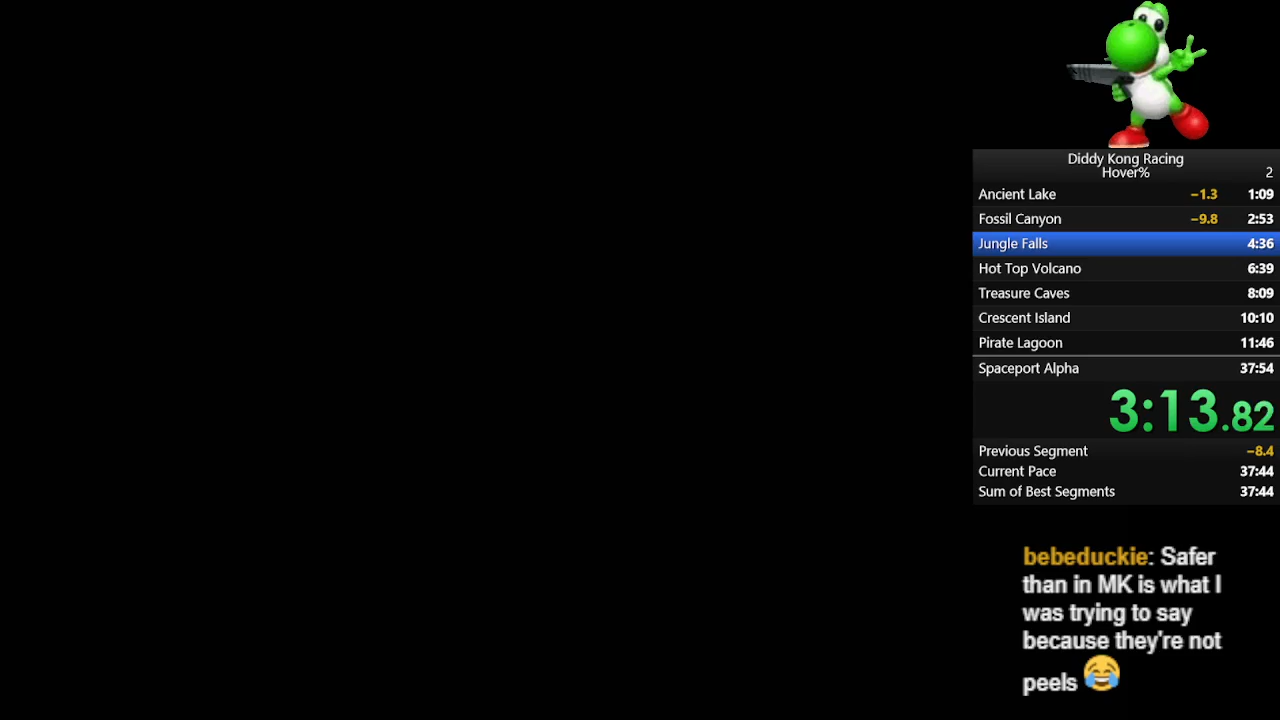 Diddy Kong Racing
Hover% 2
Ancient Lake −1.3 1:09
Fossil Canyon −9.8 2:53
Jungle Falls 4:36
Hot Top Volcano 6:39
Treasure Caves 8:09
Crescent Island 10:10
Pirate Lagoon 11:46
Spaceport Alpha 37:54
3:13.82
Previous Segment −8.4
Current Pace 37:44
Sum of Best Segments 37:44
bebeduckie: Safer
than in MK is what I
was trying to say
because they're not
peels 😂